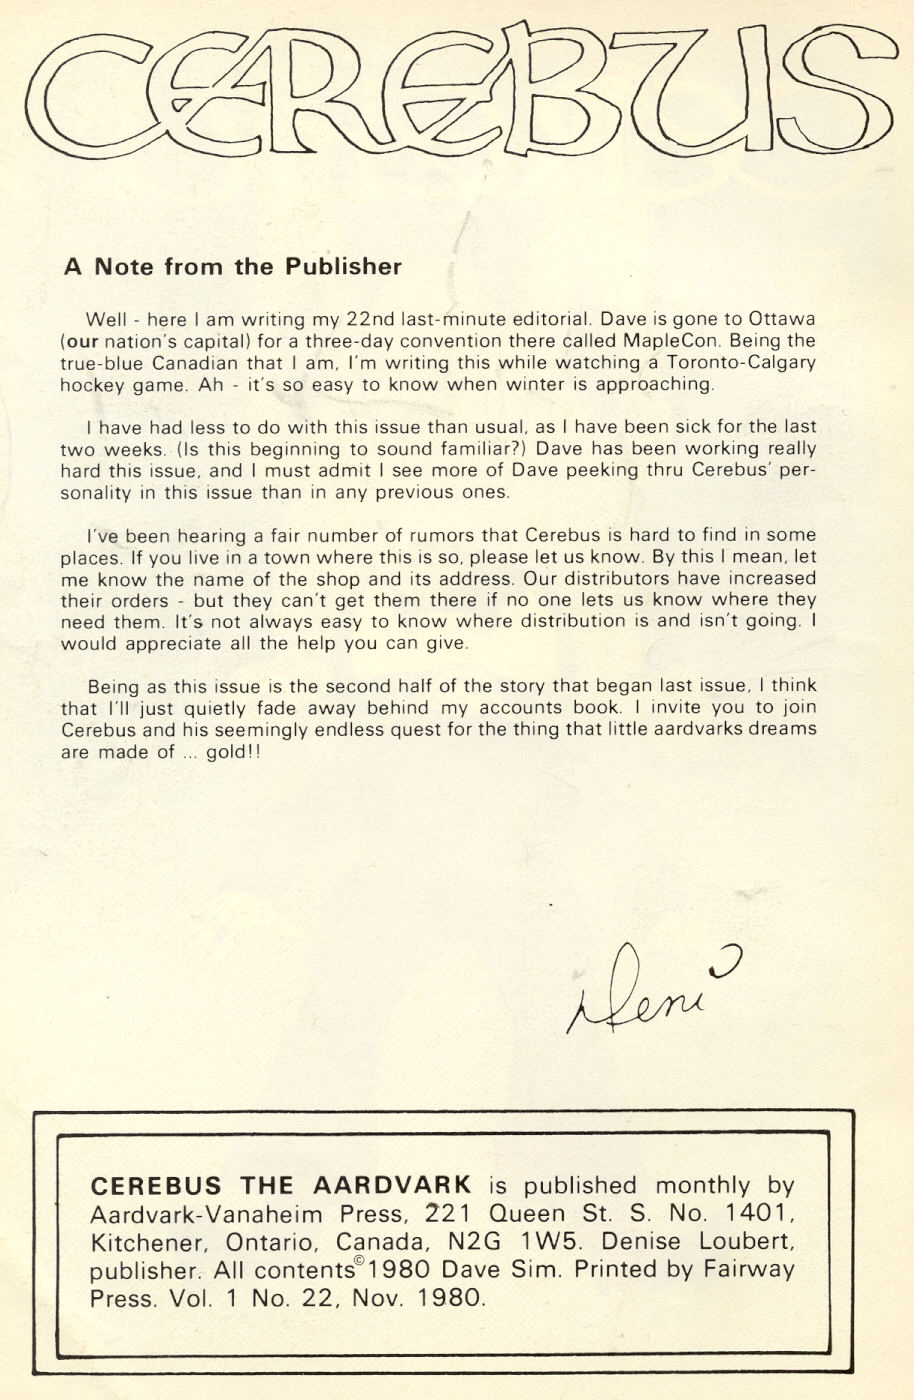 CEREBUS
A Note from the Publisher
Well - here I am writing my 22nd last-minute editorial. Dave is gone to Ottawa
(our nation's capital) for a three-day convention there called MapleCon. Being the
true-blue Canadian that I am, I'm writing this while watching a Toronto-Calgary
hockey game. Ah - it's so easy to know when winter is approaching.
I have had less to do with this issue than usual, as I have been sick for the last
two weeks. (Is this beginning to sound familiar?) Dave has been working really
hard this issue, and I must admit I see more of Dave peeking thru Cerebus' per-
sonality in this issue than in any previous ones.
I've been hearing a fair number of rumors that Cerebus is hard to find in some
places. If you live in a town where this is so, please let us know. By this I mean, let
me know the name of the shop and its address. Our distributors have increased
their orders - but they can't get them there if no one lets us know where they
need them. It's not always easy to know where distribution is and isn't going. I
would appreciate all the help you can give.
Being as this issue is the second half of the story that began last issue, I think
that I'll just quietly fade away behind my accounts book. I invite you to join
Cerebus and his seemingly endless quest for the thing that little aardvarks dreams
are made of ... gold!!
Deni
CEREBUS THE AARDVARK is published monthly by
Aardvark-Vanaheim Press, 221 Queen St. S. No. 1401,
Kitchener, Ontario, Canada, N2G 1W5. Denise Loubert,
publisher. All contents © 1980 Dave Sim. Printed by Fairway
Press. Vol. 1 No. 22, Nov. 1980.